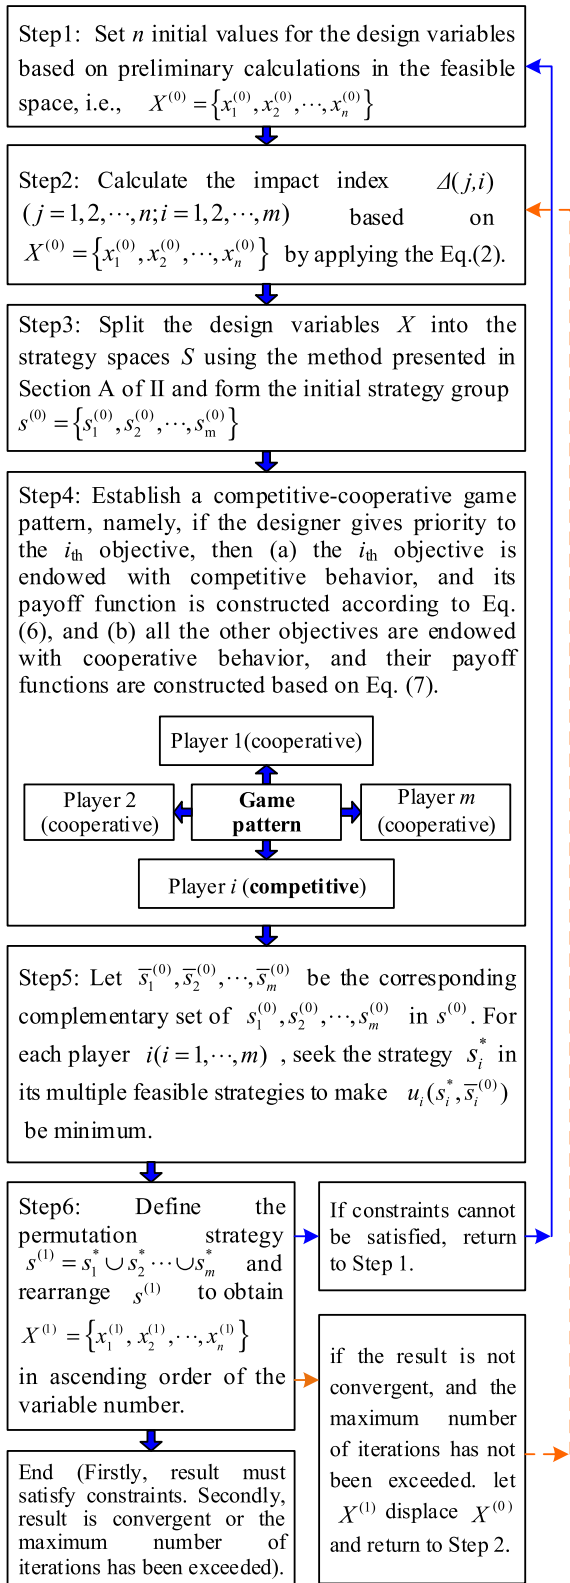 Step1: Set n initial values for the design variables
based on preliminary calculations in the feasible
space, i.e., X^(0) = {x_1^(0), x_2^(0), ⋯, x_n^(0)}
Step2: Calculate the impact index Δ(j,i)
(j=1,2,⋯,n;i=1,2,⋯,m) based on
X^(0) = {x_1^(0), x_2^(0), ⋯, x_n^(0)} by applying the Eq.(2).
Step3: Split the design variables X into the
strategy spaces S using the method presented in
Section A of II and form the initial strategy group
s^(0) = {s_1^(0), s_2^(0), ⋯, s_m^(0)}
Step4: Establish a competitive-cooperative game
pattern, namely, if the designer gives priority to
the i_th objective, then (a) the i_th objective is
endowed with competitive behavior, and its
payoff function is constructed according to Eq.
(6), and (b) all the other objectives are endowed
with cooperative behavior, and their payoff
functions are constructed based on Eq. (7).
Player 1(cooperative)
Player 2
(cooperative)
Game
pattern
Player m
(cooperative)
Player i (competitive)
Step5: Let s̄_1^(0), s̄_2^(0), ⋯, s̄_m^(0) be the corresponding
complementary set of s_1^(0), s_2^(0), ⋯, s_m^(0) in s^(0). For
each player i(i=1,⋯,m) , seek the strategy s_i^* in
its multiple feasible strategies to make u_i(s_i^*, s̄_i^(0))
be minimum.
Step6: Define the
permutation strategy
s^(1) = s_1^* ∪ s_2^* ⋯ ∪ s_m^* and
rearrange s^(1) to obtain
X^(1) = {x_1^(1), x_2^(1), ⋯, x_n^(1)}
in ascending order of the
variable number.
If constraints cannot
be satisfied, return
to Step 1.
if the result is not
convergent, and the
maximum number
of iterations has not
been exceeded. let
X^(1) displace X^(0)
and return to Step 2.
End (Firstly, result must
satisfy constraints. Secondly,
result is convergent or the
maximum number of
iterations has been exceeded).